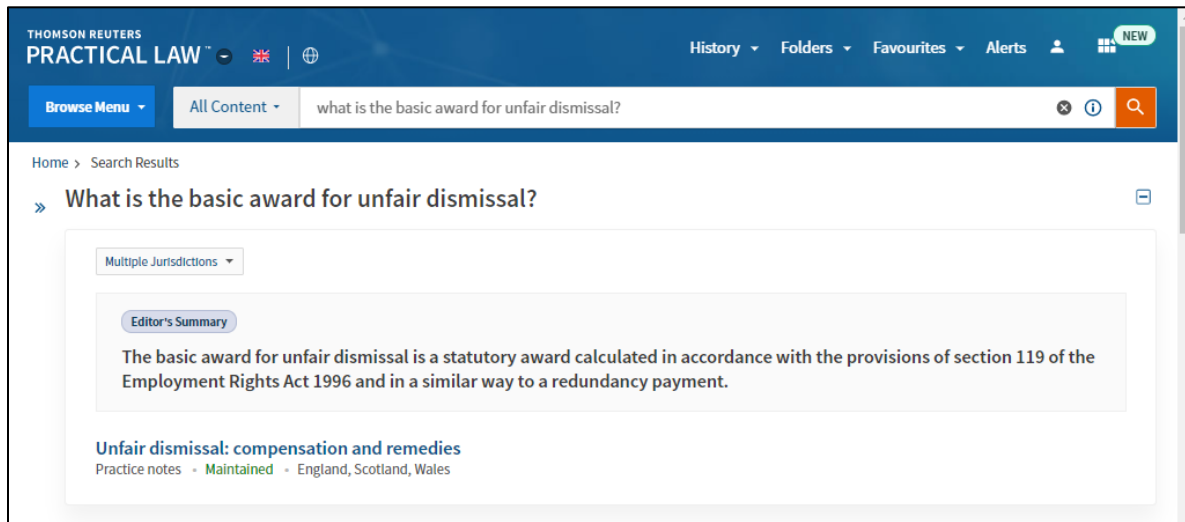 THOMSON REUTERS
PRACTICAL LAW™
History Folders Favourites Alerts NEW
Browse Menu All Content what is the basic award for unfair dismissal?
Home > Search Results
» What is the basic award for unfair dismissal?
Multiple Jurisdictions
Editor's Summary
The basic award for unfair dismissal is a statutory award calculated in accordance with the provisions of section 119 of the
Employment Rights Act 1996 and in a similar way to a redundancy payment.
Unfair dismissal: compensation and remedies
Practice notes • Maintained • England, Scotland, Wales